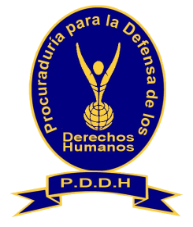 Procuraduría para la Defensa de los
Derechos
Humanos
P.D.D.H